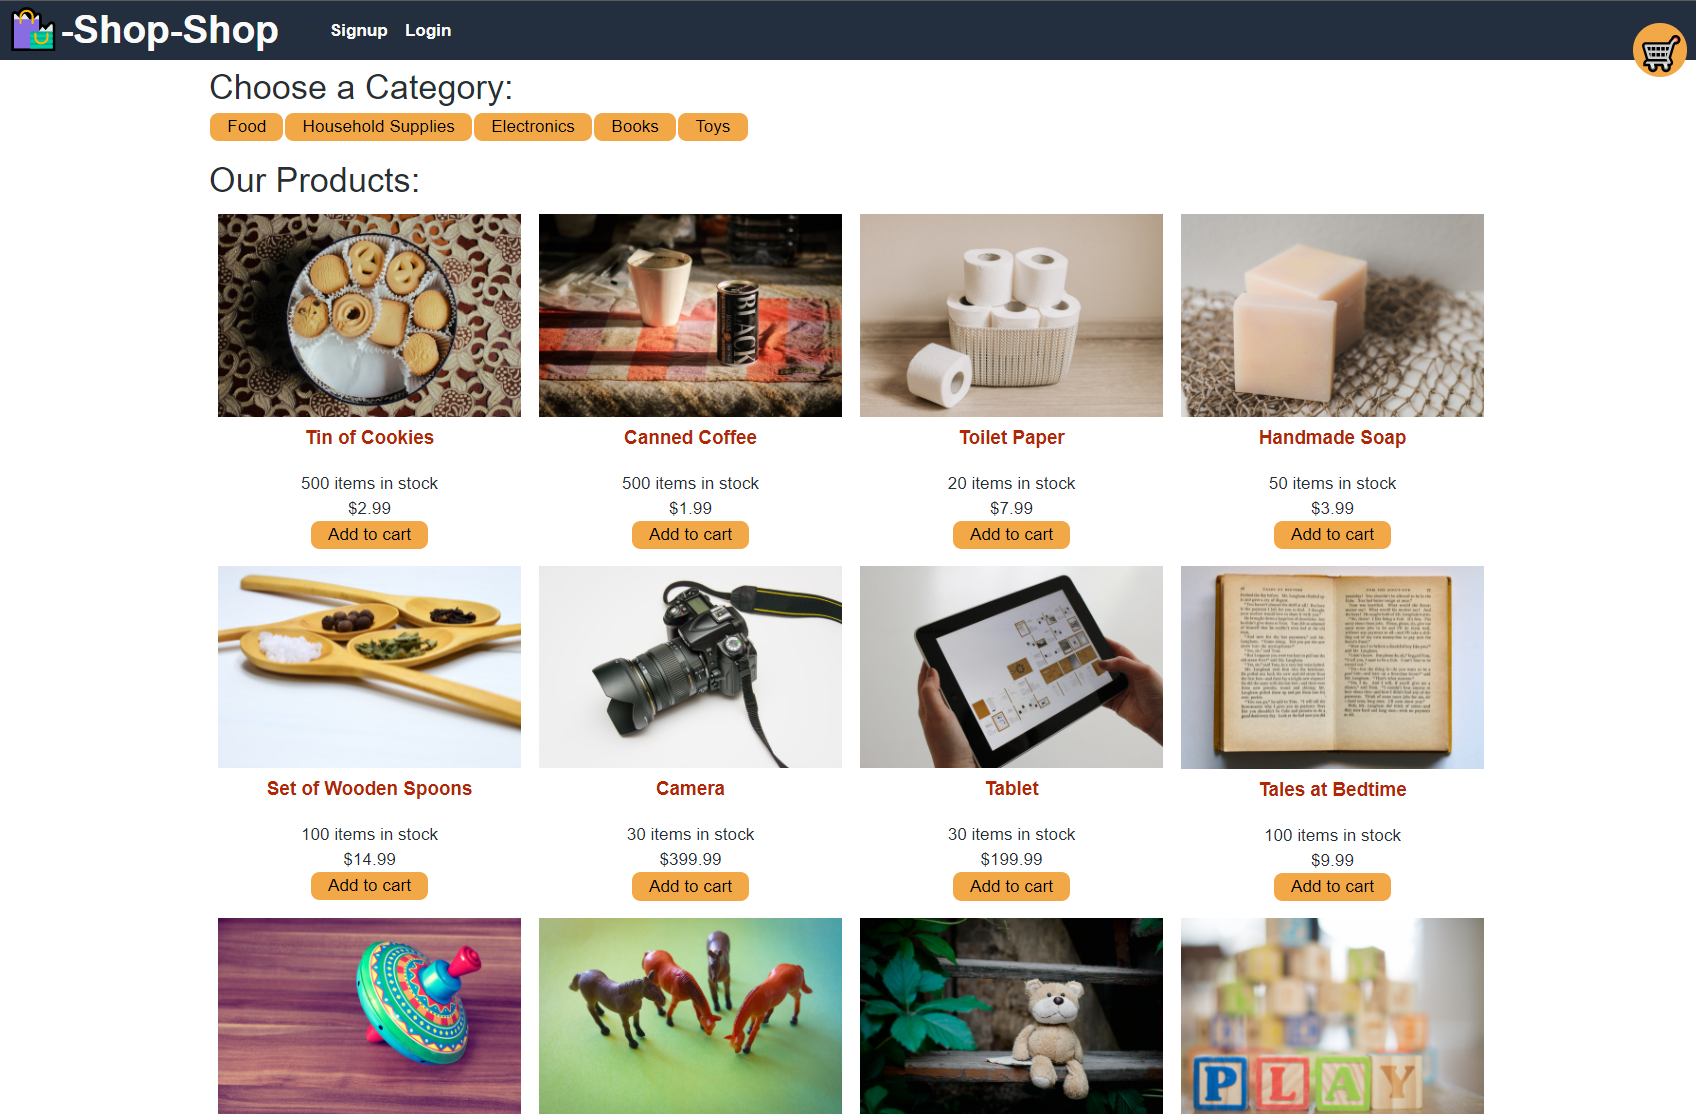 -Shop-Shop
Signup Login
Choose a Category:
Food Household Supplies Electronics Books Toys
Our Products:
BLACK
Tin of Cookies Canned Coffee Toilet Paper Handmade Soap
500 items in stock 500 items in stock 20 items in stock 50 items in stock
$2.99 $1.99 $7.99 $3.99
Add to cart Add to cart Add to cart Add to cart
Set of Wooden Spoons Camera Tablet Tales at Bedtime
100 items in stock 30 items in stock 30 items in stock 100 items in stock
$14.99 $399.99 $199.99 $9.99
Add to cart Add to cart Add to cart Add to cart
PLAY